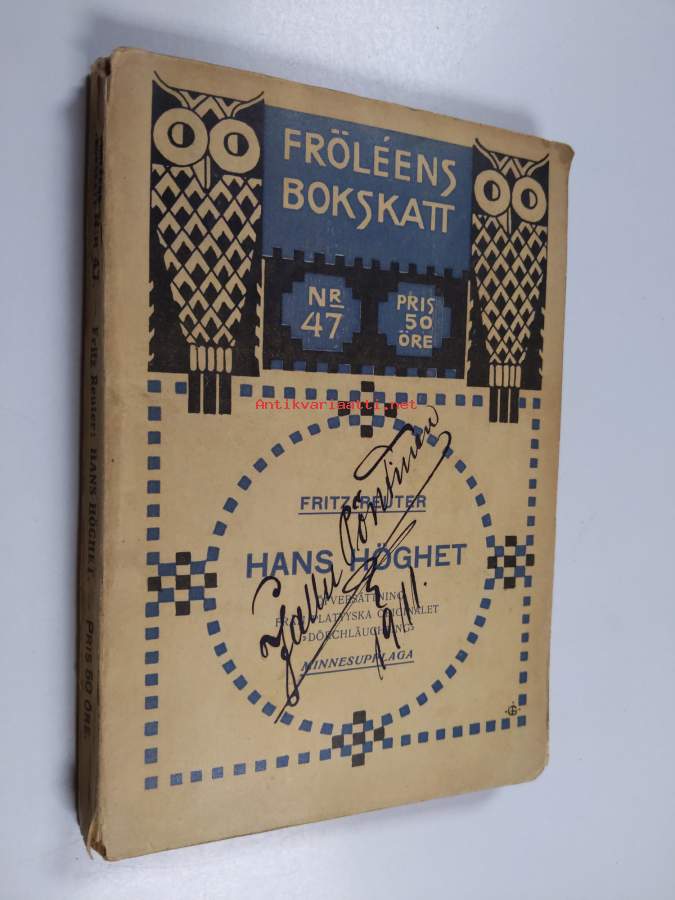 FRÖLÉENS
BOKSKATT
NR
47
PRIS
50
ÖRE
Antikvariaatti.net
FRITZ REUTER
HANS HÖGHET
ÖFVERSÄTTNING
FRÅN PLATTYSKA ORIGINALET
»DÖRCHLÄUCHTING»
MINNESUPPLAGA
1911.
Fritz Reuter: HANS HÖGHET.
PRIS 50 ÖRE.